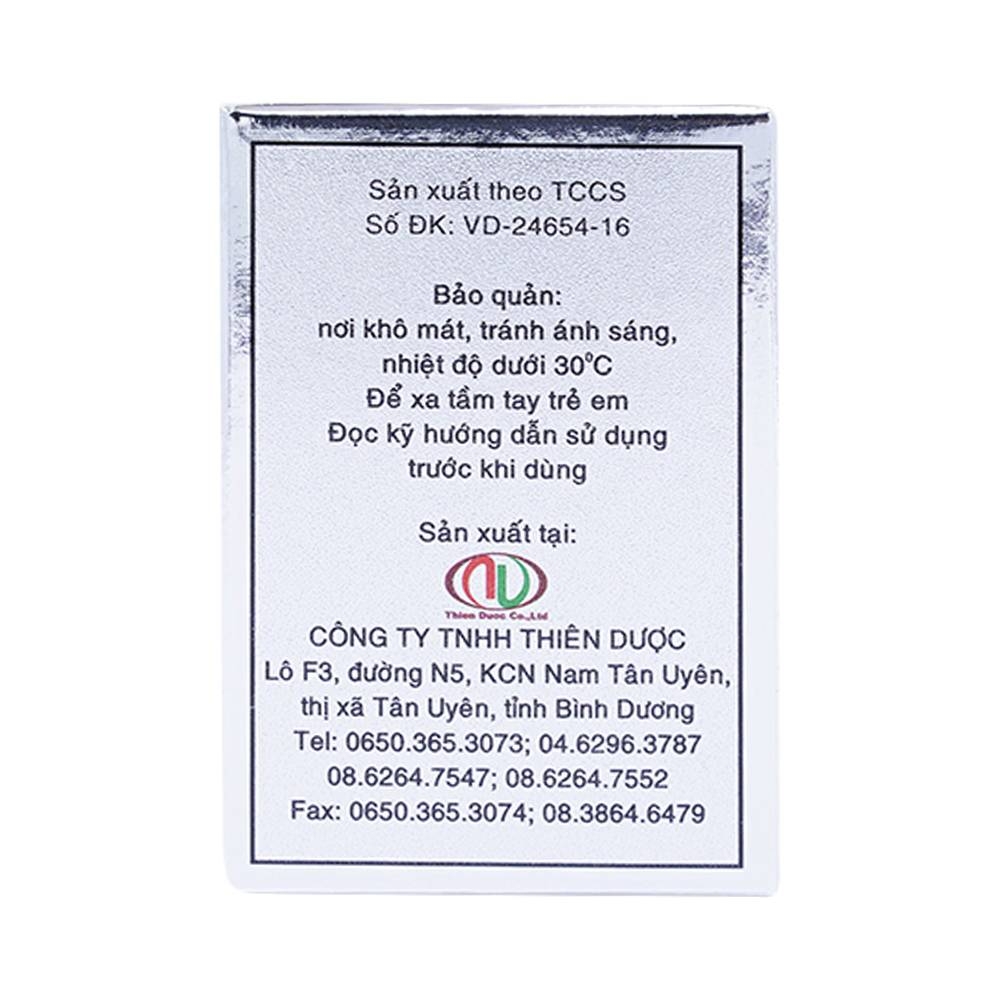 Sản xuất theo TCCS
Số ĐK: VD-24654-16
Bảo quản:
nơi khô mát, tránh ánh sáng,
nhiệt độ dưới 30⁰C
Để xa tầm tay trẻ em
Đọc kỹ hướng dẫn sử dụng
trước khi dùng
Sản xuất tại:
Thien Duoc Co.,Ltd
CÔNG TY TNHH THIÊN DƯỢC
Lô F3, đường N5, KCN Nam Tân Uyên,
thị xã Tân Uyên, tỉnh Bình Dương
Tel: 0650.365.3073; 04.6296.3787
08.6264.7547; 08.6264.7552
Fax: 0650.365.3074; 08.3864.6479